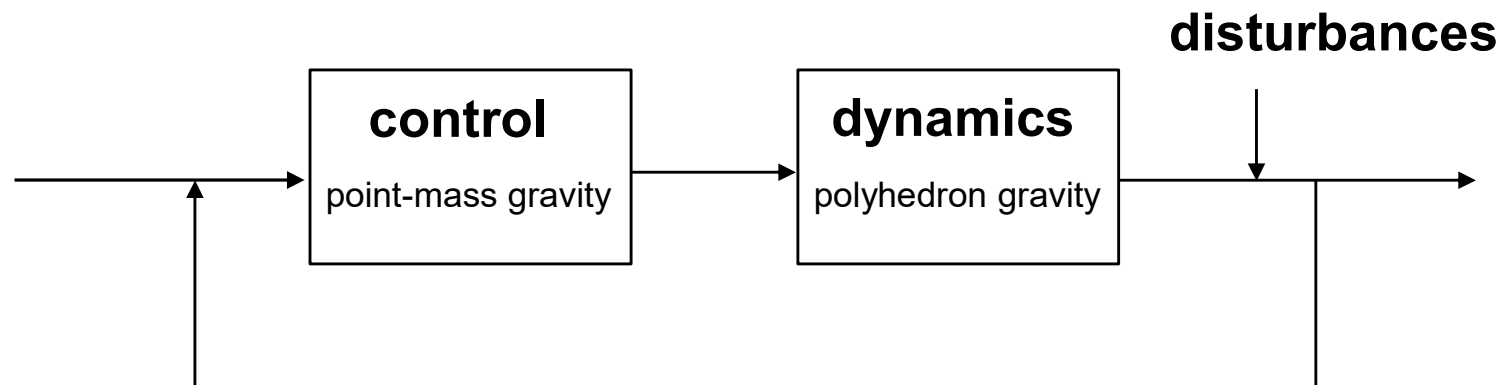 disturbances
control
point-mass gravity
dynamics
polyhedron gravity